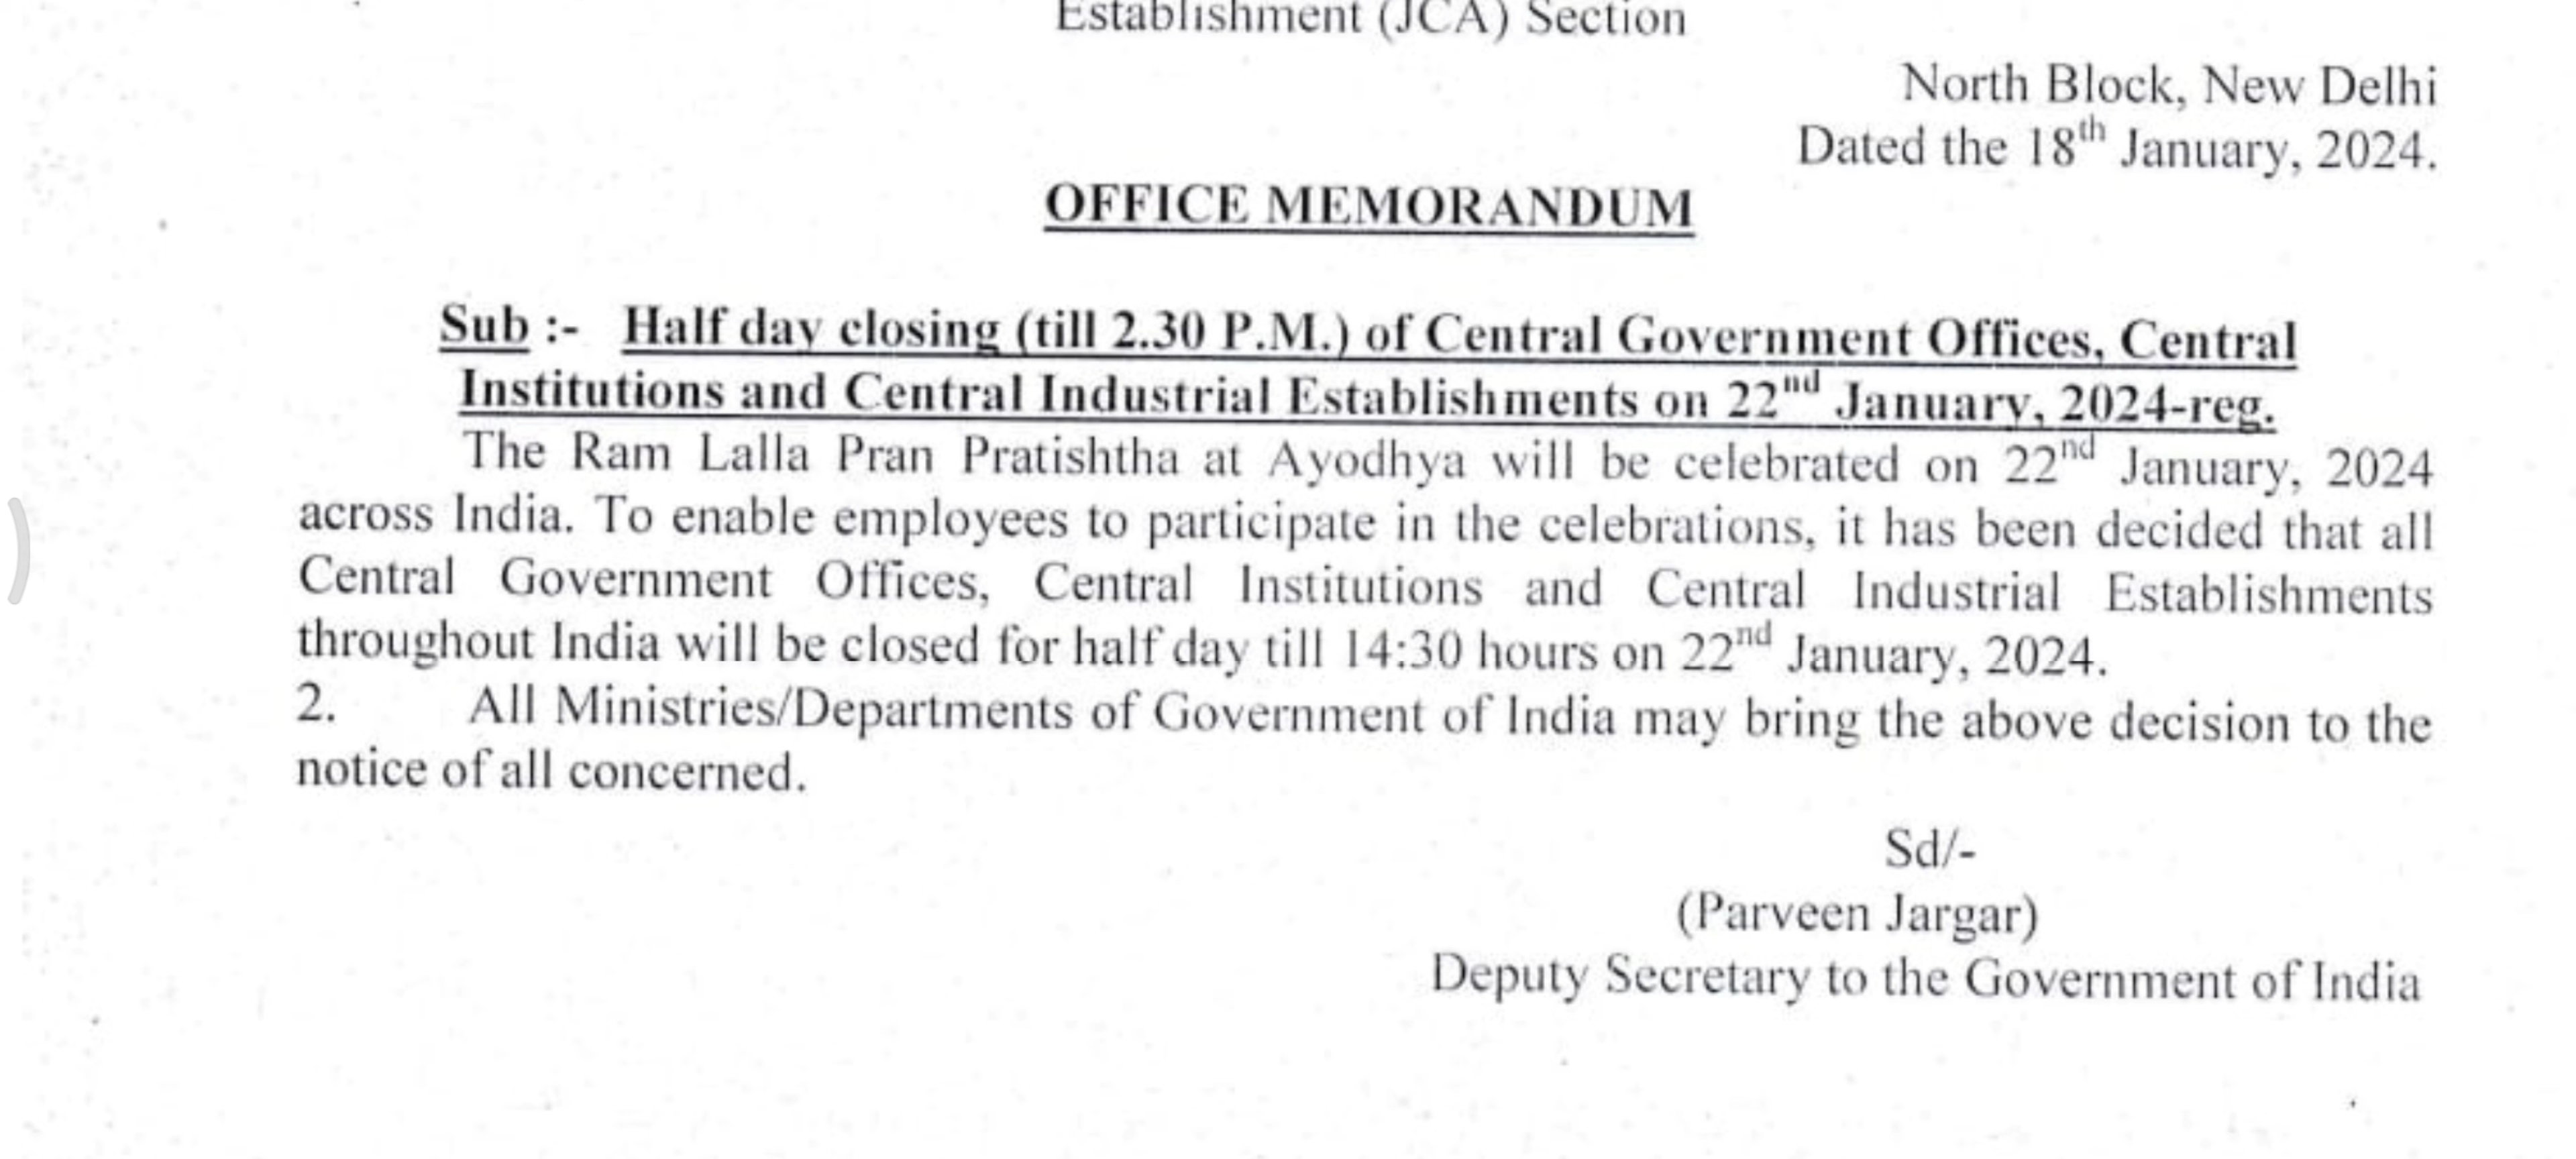 Establishment (JCA) Section
North Block, New Delhi
Dated the 18th January, 2024.
OFFICE MEMORANDUM
Sub :- Half day closing (till 2.30 P.M.) of Central Government Offices, Central
Institutions and Central Industrial Establishments on 22nd January, 2024-reg.
The Ram Lalla Pran Pratishtha at Ayodhya will be celebrated on 22nd January, 2024
across India. To enable employees to participate in the celebrations, it has been decided that all
Central Government Offices, Central Institutions and Central Industrial Establishments
throughout India will be closed for half day till 14:30 hours on 22nd January, 2024.
2. All Ministries/Departments of Government of India may bring the above decision to the
notice of all concerned.
Sd/-
(Parveen Jargar)
Deputy Secretary to the Government of India